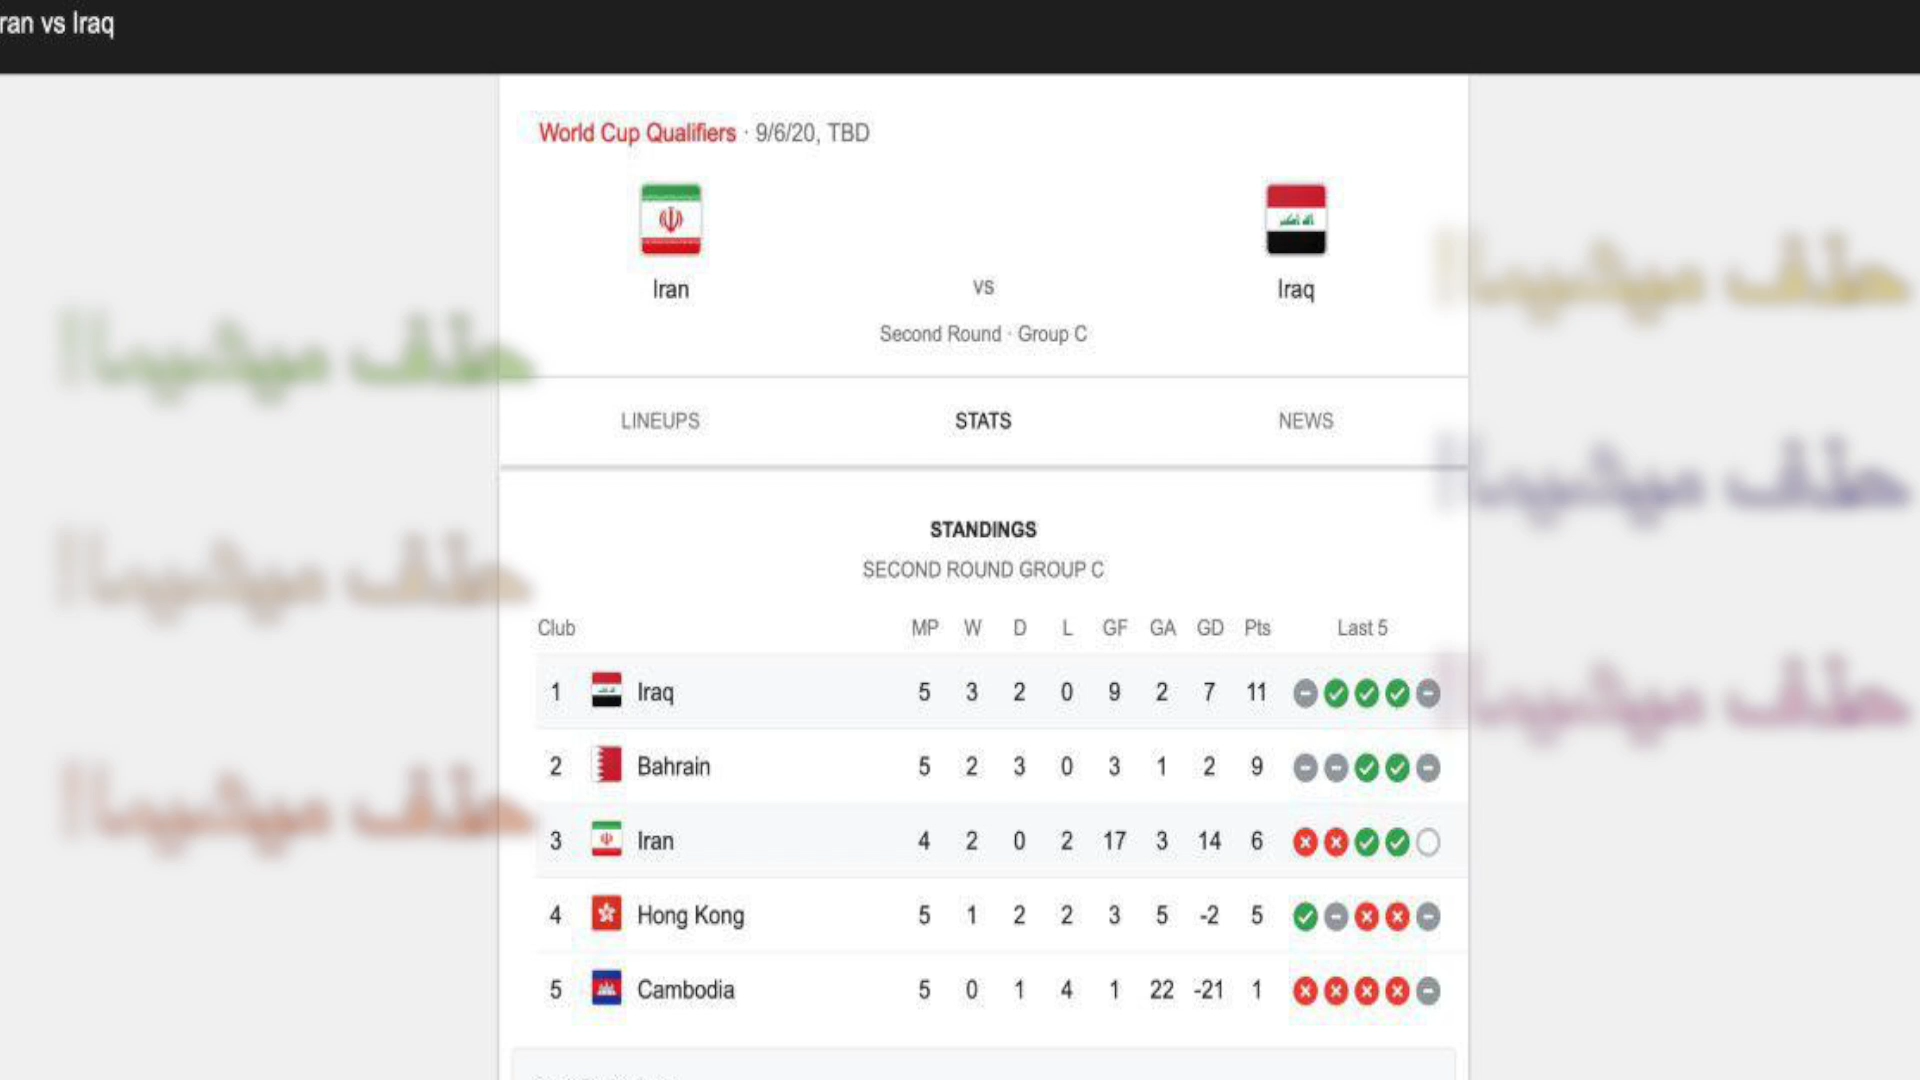 ran vs Iraq
World Cup Qualifiers · 9/6/20, TBD
Iran vs Iraq
Second Round · Group C
LINEUPS STATS NEWS
STANDINGS
SECOND ROUND GROUP C
Club MP W D L GF GA GD Pts Last 5
1 Iraq 5 3 2 0 9 2 7 11
2 Bahrain 5 2 3 0 3 1 2 9
3 Iran 4 2 0 2 17 3 14 6
4 Hong Kong 5 1 2 2 3 5 -2 5
5 Cambodia 5 0 1 4 1 22 -21 1